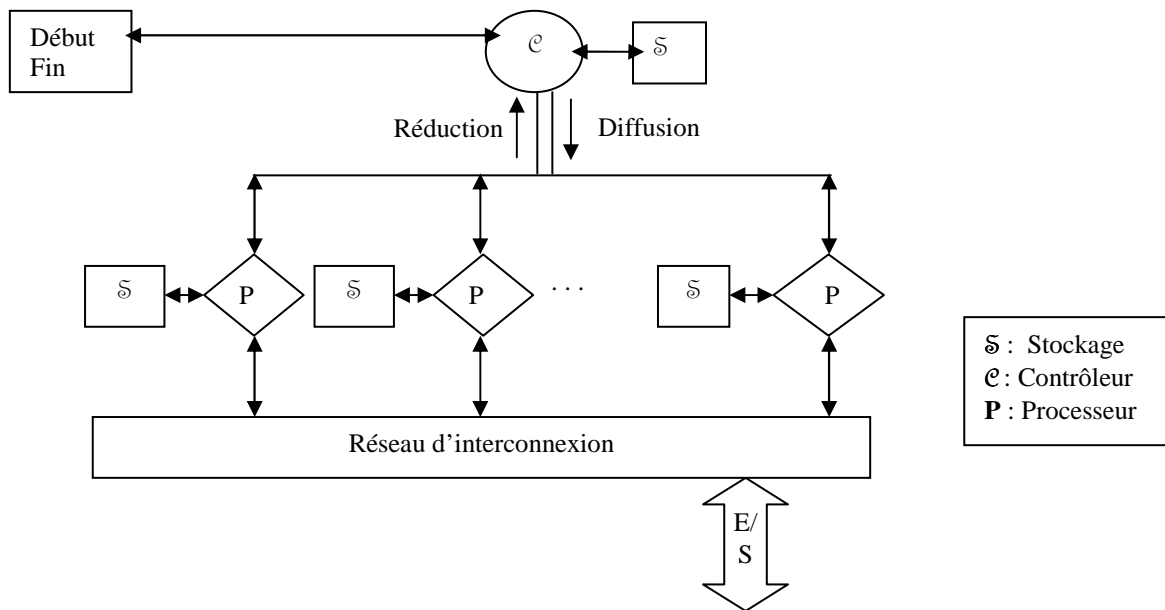 Début
Fin
𝒞
𝕊
Réduction
Diffusion
𝕊
P
𝕊
P
. . .
𝕊
P
𝕊 : Stockage
𝒞 : Contrôleur
P : Processeur
Réseau d'interconnexion
E/
S